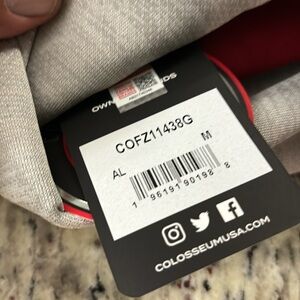 COFZ11438G
AL
M
1 96191 90198 8
COLOSSEUMUSA.COM